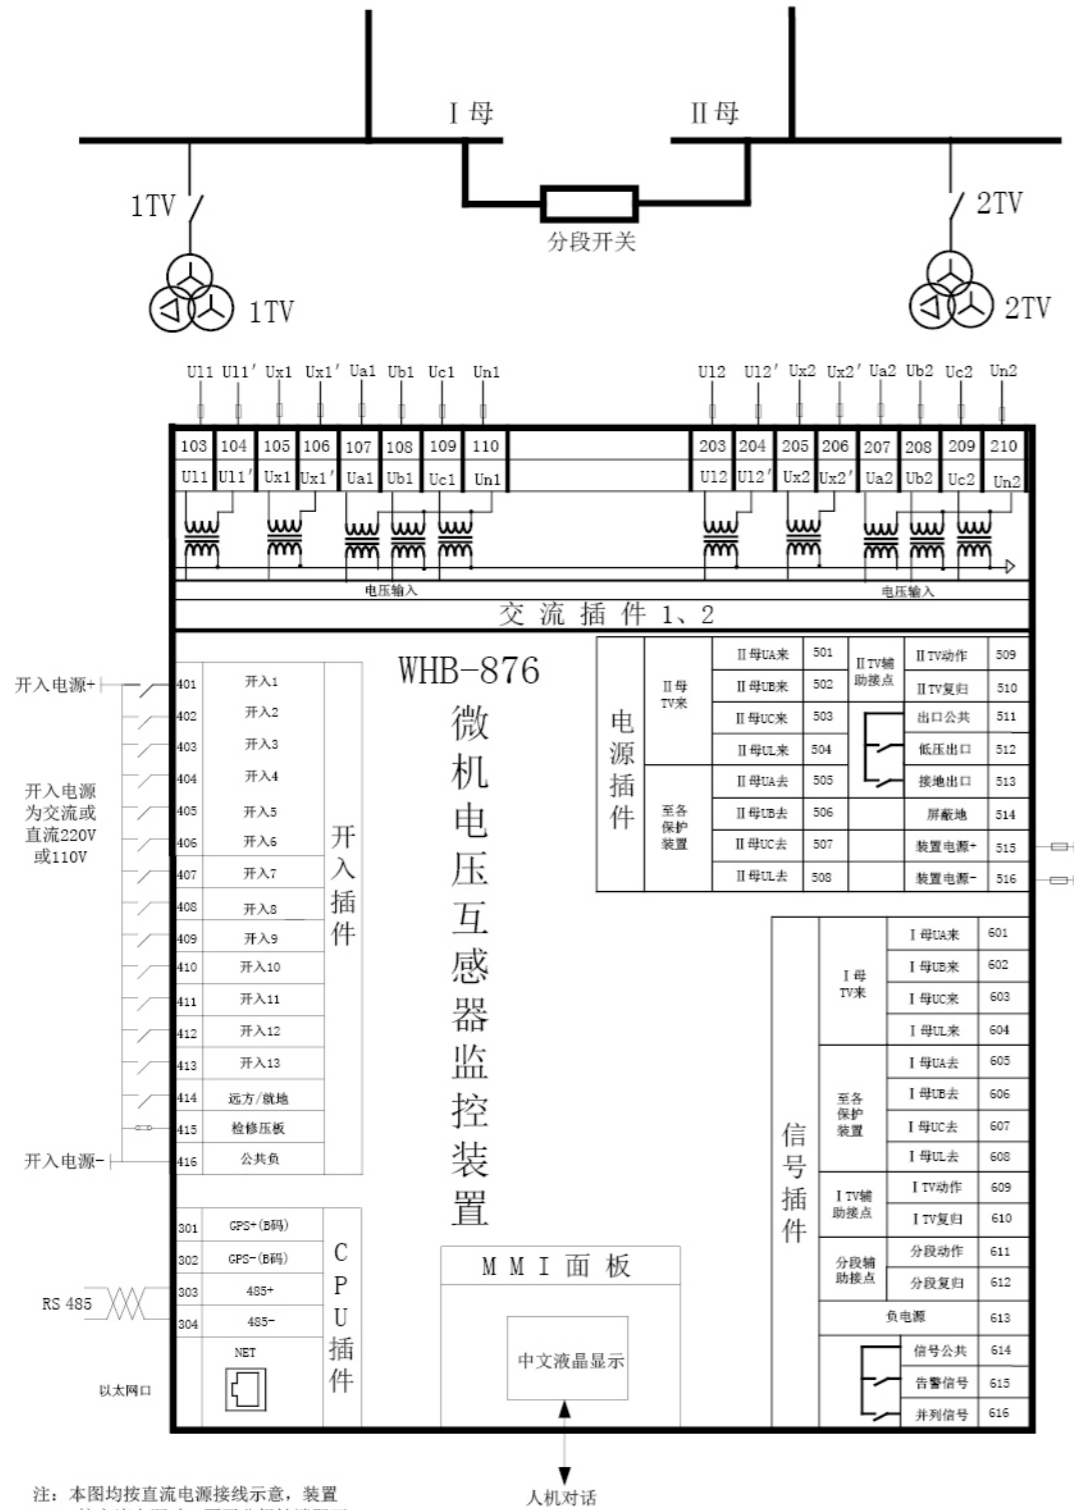 Ⅰ母
Ⅱ母
1TV
2TV
分段开关
1TV
2TV
Ul1 Ul1′ Ux1 Ux1′ Ua1 Ub1 Uc1 Un1
Ul2 Ul2′ Ux2 Ux2′ Ua2 Ub2 Uc2 Un2
103 104 105 106 107 108 109 110
203 204 205 206 207 208 209 210
Ul1 Ul1′ Ux1 Ux1′ Ua1 Ub1 Uc1 Un1
Ul2 Ul2′ Ux2 Ux2′ Ua2 Ub2 Uc2 Un2
电压输入
电压输入
交流插件 1、2
WHB-876
微机电压互感器监控装置
开入电源+
开入电源
为交流或
直流220V
或110V
开入电源-
401 开入1
402 开入2
403 开入3
404 开入4
405 开入5
406 开入6
407 开入7
408 开入8
409 开入9
410 开入10
411 开入11
412 开入12
413 开入13
414 远方/就地
415 检修压板
416 公共负
开入插件
301 GPS+(B码)
302 GPS-(B码)
303 485+
304 485-
NET
CPU插件
RS 485
以太网口
电源插件
Ⅱ母
TV来
Ⅱ母UA来 501
Ⅱ母UB来 502
Ⅱ母UC来 503
Ⅱ母UL来 504
至各
保护
装置
Ⅱ母UA去 505
Ⅱ母UB去 506
Ⅱ母UC去 507
Ⅱ母UL去 508
ⅡTV辅
助接点
ⅡTV动作 509
ⅡTV复归 510
出口公共 511
低压出口 512
接地出口 513
屏蔽地 514
装置电源+ 515
装置电源- 516
信号插件
Ⅰ母
TV来
Ⅰ母UA来 601
Ⅰ母UB来 602
Ⅰ母UC来 603
Ⅰ母UL来 604
至各
保护
装置
Ⅰ母UA去 605
Ⅰ母UB去 606
Ⅰ母UC去 607
Ⅰ母UL去 608
ⅠTV辅
助接点
ⅠTV动作 609
ⅠTV复归 610
分段辅
助接点
分段动作 611
分段复归 612
负电源 613
信号公共 614
告警信号 615
并列信号 616
MMI面板
中文液晶显示
人机对话
注：本图均按直流电源接线示意，装置